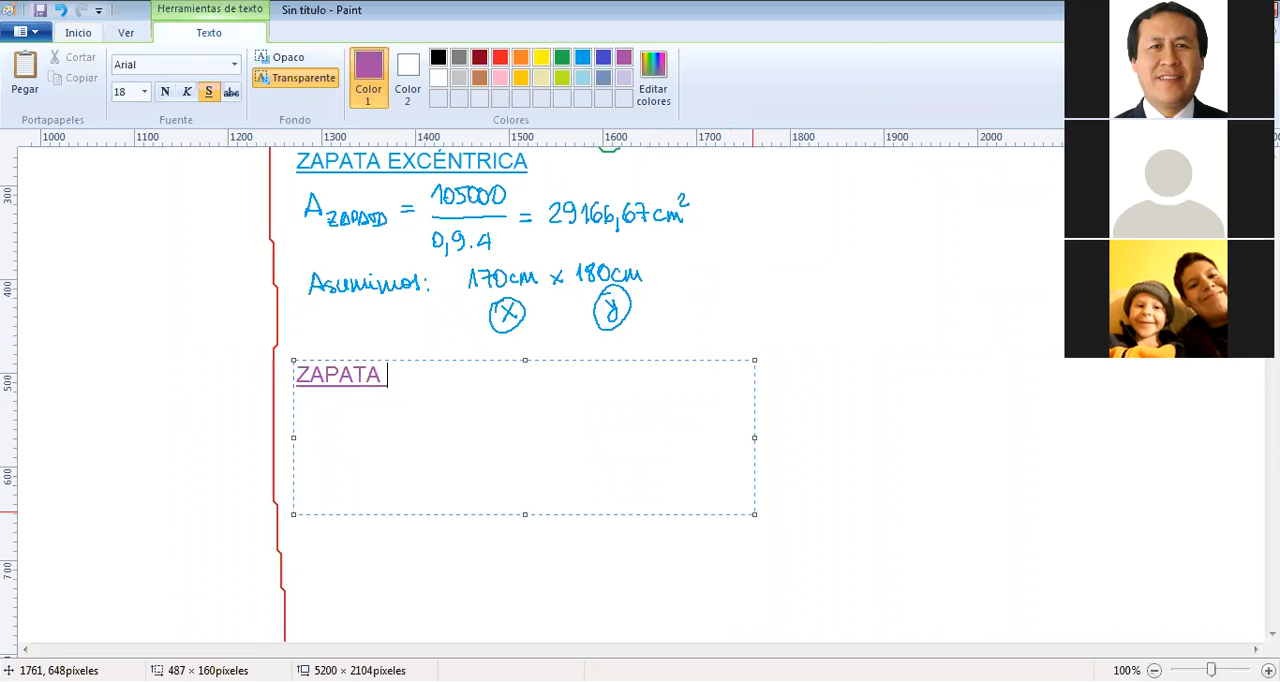 Herramientas de texto
Sin título - Paint
Inicio
Ver
Texto
Pegar
Cortar
Copiar
Portapapeles
Arial
18
N K S abc
Fuente
Opaco
Transparente
Fondo
Color 1
Color 2
Editar colores
Colores
1000 1100 1200 1300 1400 1500 1600 1700 1800 1900 2000
300
400
500
600
700
ZAPATA EXCÉNTRICA
A ZAPATA = 105000 / 0,9.4 = 29166,67 cm²
Asumimos: 170cm x 180cm
X y
ZAPATA
1761, 648píxeles
487 × 160píxeles
5200 × 2104píxeles
100%